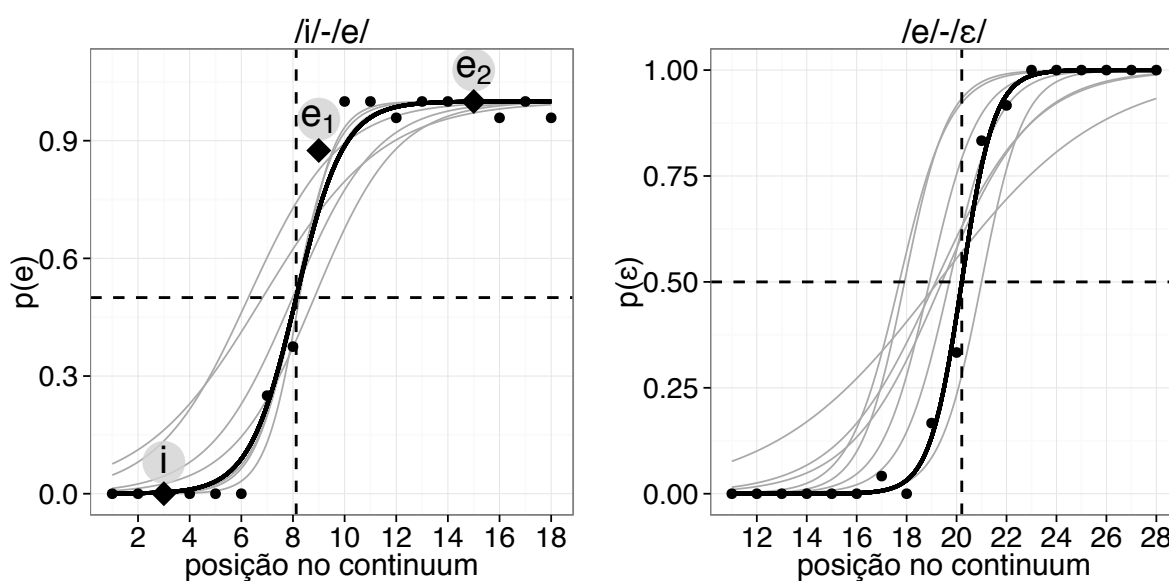 /i/-/e/
p(e)
0.9
0.6
0.3
0.0
i
e1
e2
2 4 6 8 10 12 14 16 18
posição no continuum
/e/-/ε/
p(ε)
1.00
0.75
0.50
0.25
0.00
12 14 16 18 20 22 24 26 28
posição no continuum